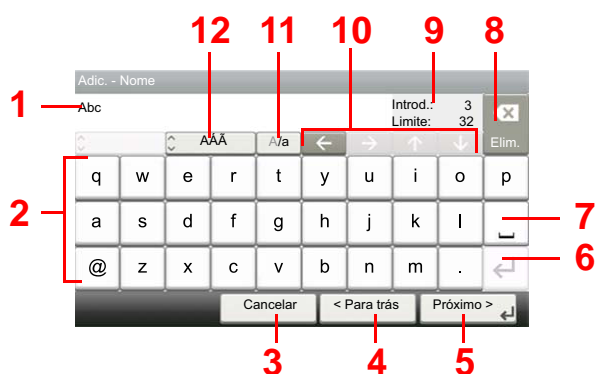 12 11 10 9 8
Adic. - Nome
1 Abc Introd.: 3
Limite: 32
AÁÃ A/a ← → ↑ ↓ Elim.
2
q w e r t y u i o p
a s d f g h j k l 7
@ z x c v b n m . 6
Cancelar < Para trás Próximo >
3 4 5